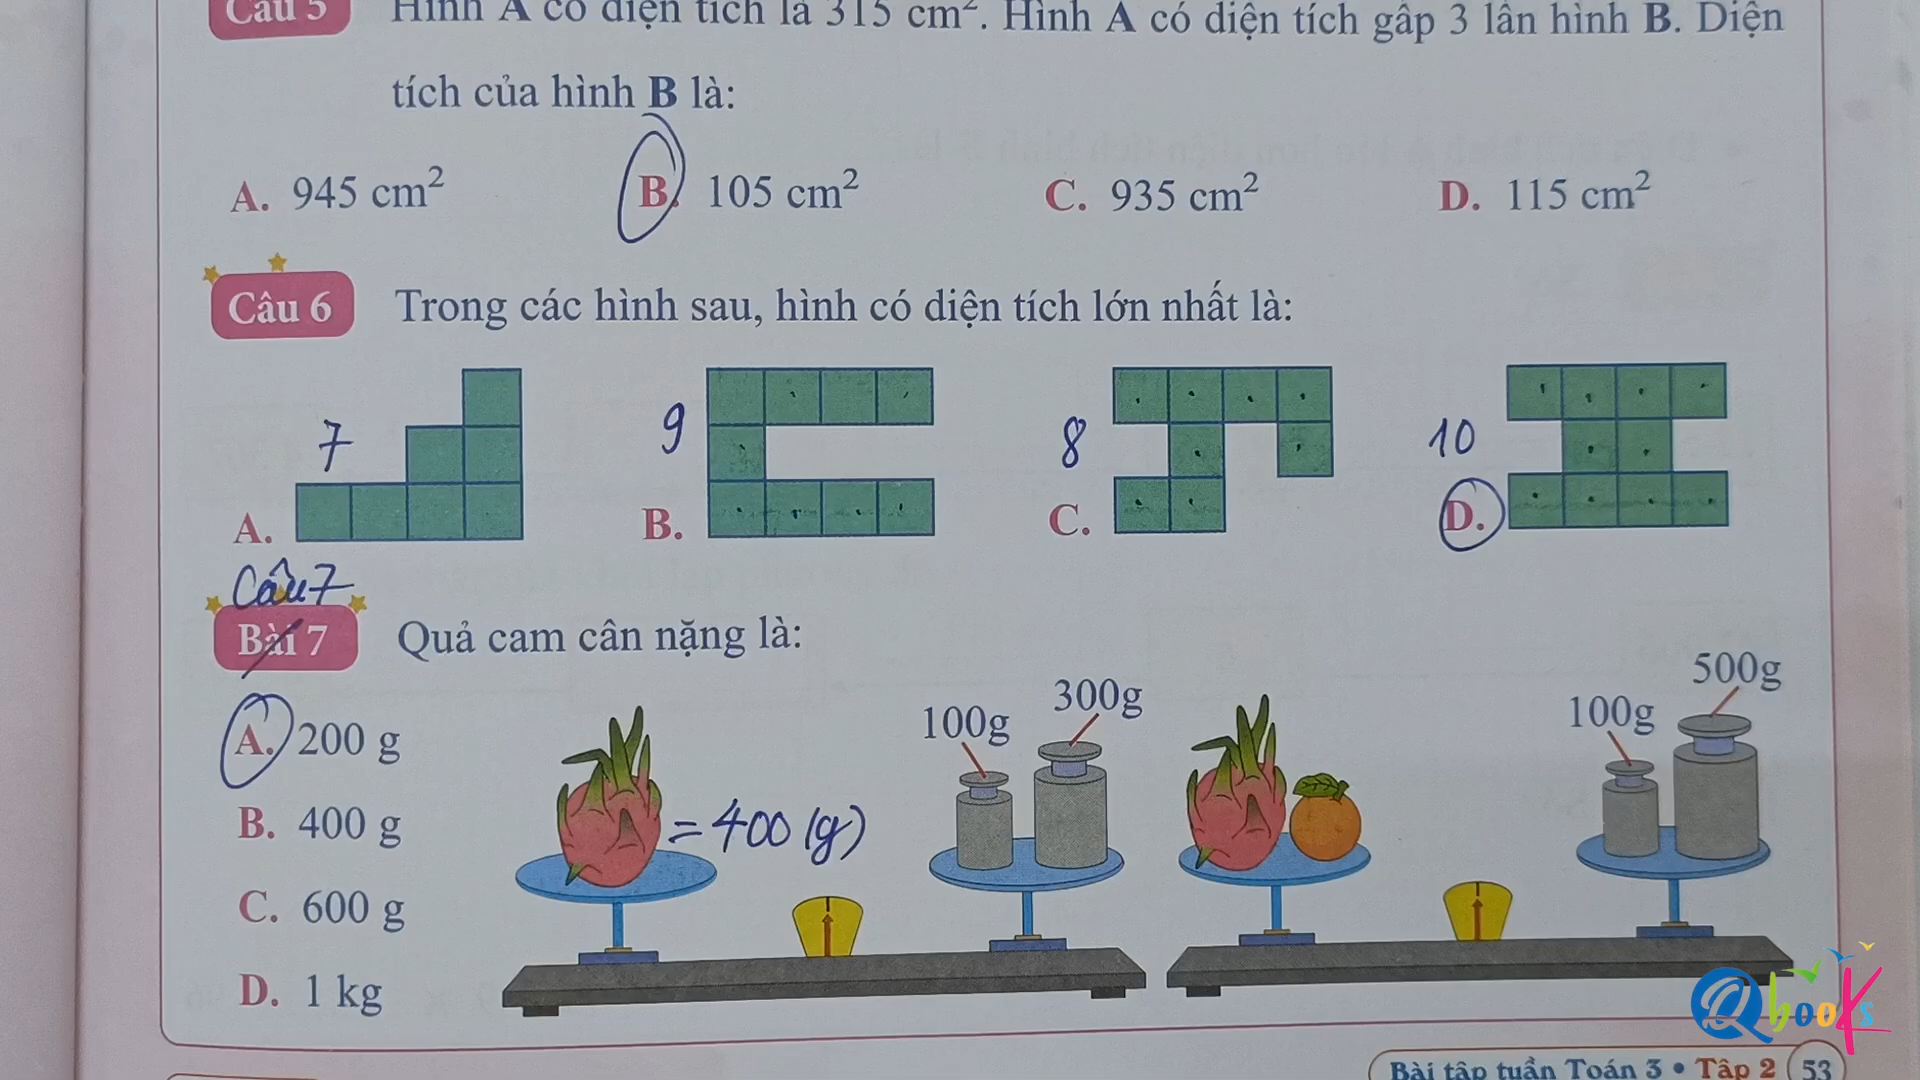 Câu 5 Hình A có diện tích là 315 cm². Hình A có diện tích gấp 3 lần hình B. Diện
tích của hình B là:
A. 945 cm² B. 105 cm² C. 935 cm² D. 115 cm²
Câu 6 Trong các hình sau, hình có diện tích lớn nhất là:
7 9 8 10
A. B. C. D.
Câu 7
Bài 7 Quả cam cân nặng là:
100g 300g 100g 500g
A. 200 g
= 400 (g)
B. 400 g
C. 600 g
D. 1 kg
Qbooks
Bài tập tuần Toán 3 • Tập 2 53